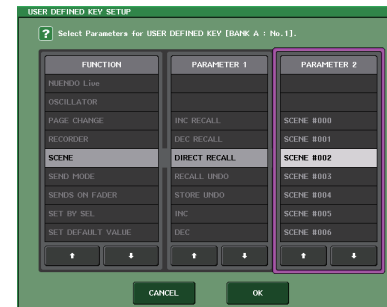 USER DEFINED KEY SETUP
? Select Parameters for USER DEFINED KEY [BANK A : No.1].
FUNCTION
NUENDO Live
OSCILLATOR
PAGE CHANGE
RECORDER
SCENE
SEND MODE
SENDS ON FADER
SET BY SEL
SET DEFAULT VALUE
PARAMETER 1
INC RECALL
DEC RECALL
DIRECT RECALL
RECALL UNDO
STORE UNDO
INC
DEC
PARAMETER 2
SCENE #000
SCENE #001
SCENE #002
SCENE #003
SCENE #004
SCENE #005
SCENE #006
CANCEL
OK